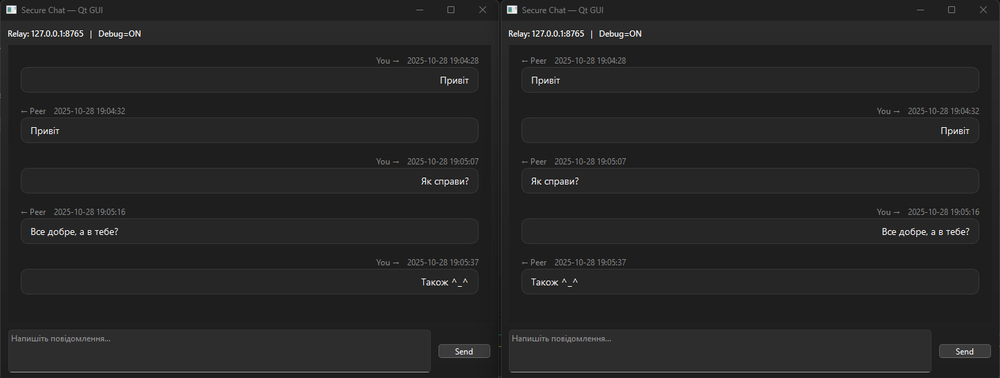 Secure Chat — Qt GUI
Relay: 127.0.0.1:8765 | Debug=ON
You → 2025-10-28 19:04:28
Привіт
← Peer 2025-10-28 19:04:32
Привіт
You → 2025-10-28 19:05:07
Як справи?
← Peer 2025-10-28 19:05:16
Все добре, а в тебе?
You → 2025-10-28 19:05:37
Також ^_^
Напишіть повідомлення...
Send
Secure Chat — Qt GUI
Relay: 127.0.0.1:8765 | Debug=ON
← Peer 2025-10-28 19:04:28
Привіт
You → 2025-10-28 19:04:32
Привіт
← Peer 2025-10-28 19:05:07
Як справи?
You → 2025-10-28 19:05:16
Все добре, а в тебе?
← Peer 2025-10-28 19:05:37
Також ^_^
Напишіть повідомлення...
Send